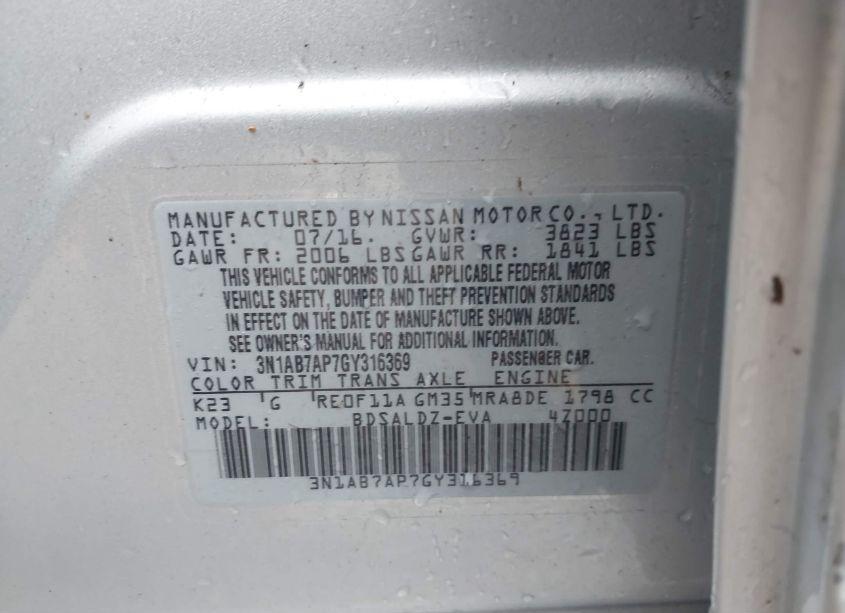 MANUFACTURED BY NISSAN MOTOR CO., LTD.
DATE: 07/16. GVWR: 3823 LBS
GAWR FR: 2006 LBS GAWR RR: 1841 LBS
THIS VEHICLE CONFORMS TO ALL APPLICABLE FEDERAL MOTOR
VEHICLE SAFETY, BUMPER AND THEFT PREVENTION STANDARDS
IN EFFECT ON THE DATE OF MANUFACTURE SHOWN ABOVE.
SEE OWNER'S MANUAL FOR ADDITIONAL INFORMATION.
VIN: 3N1AB7AP7GY316369 PASSENGER CAR.
COLOR TRIM TRANS AXLE ENGINE
K23 G RE0F11A GM35 MRA8DE 1798 CC
MODEL: BDSALDZ-EVA 4Z000
3N1AB7AP7GY316369